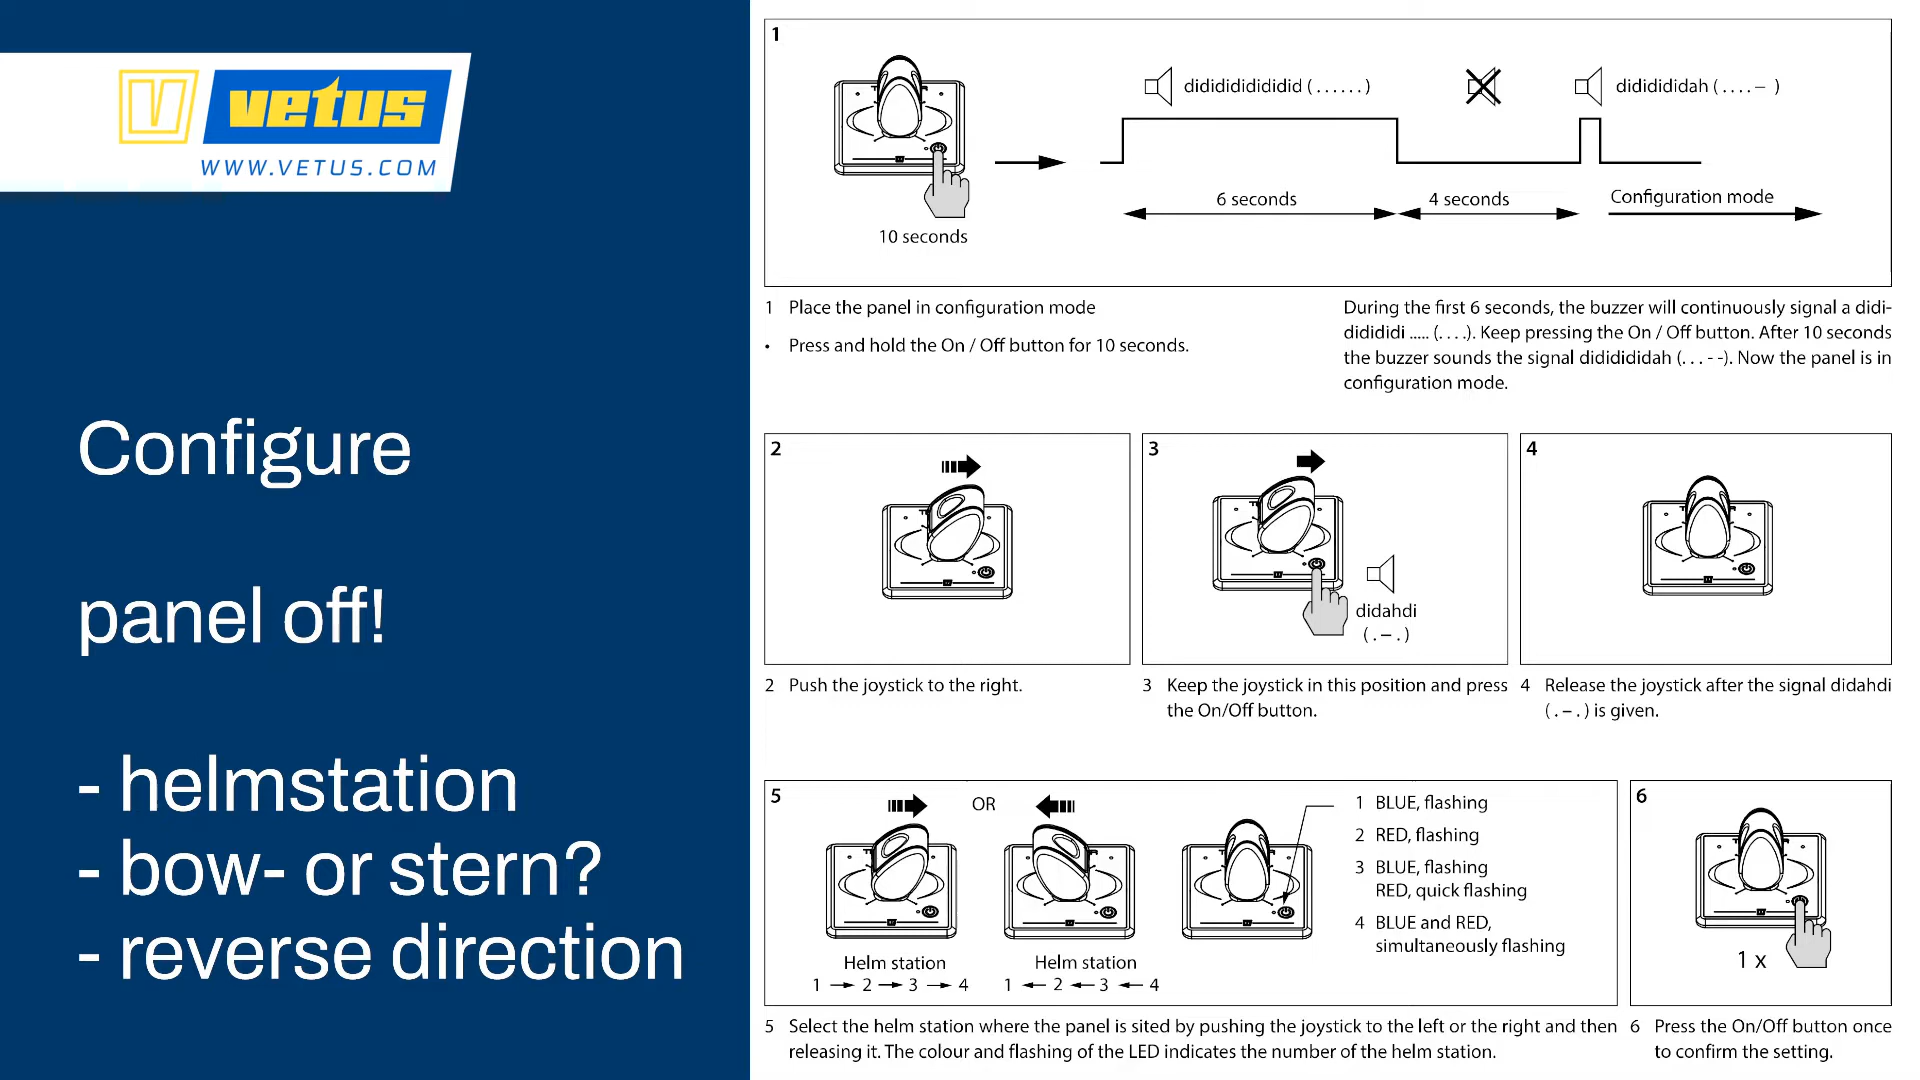 V vetus
WWW.VETUS.COM
Configure
panel off!
- helmstation
- bow- or stern?
- reverse direction
1
dididididididid (......)
didididididah (....– )
6 seconds
4 seconds
Configuration mode
10 seconds
1 Place the panel in configuration mode
• Press and hold the On / Off button for 10 seconds.
During the first 6 seconds, the buzzer will continuously signal a didi-
didididi ..... (. . . .). Keep pressing the On / Off button. After 10 seconds
the buzzer sounds the signal didididididah (. . . - -). Now the panel is in
configuration mode.
2
3
didahdi
( . – . )
4
2 Push the joystick to the right.
3 Keep the joystick in this position and press
the On/Off button.
4 Release the joystick after the signal didahdi
( . – . ) is given.
5
OR
Helm station
1 → 2 → 3 → 4
Helm station
1 ← 2 ← 3 ← 4
1 BLUE, flashing
2 RED, flashing
3 BLUE, flashing
RED, quick flashing
4 BLUE and RED,
simultaneously flashing
6
1 x
5 Select the helm station where the panel is sited by pushing the joystick to the left or the right and then
releasing it. The colour and flashing of the LED indicates the number of the helm station.
6 Press the On/Off button once
to confirm the setting.